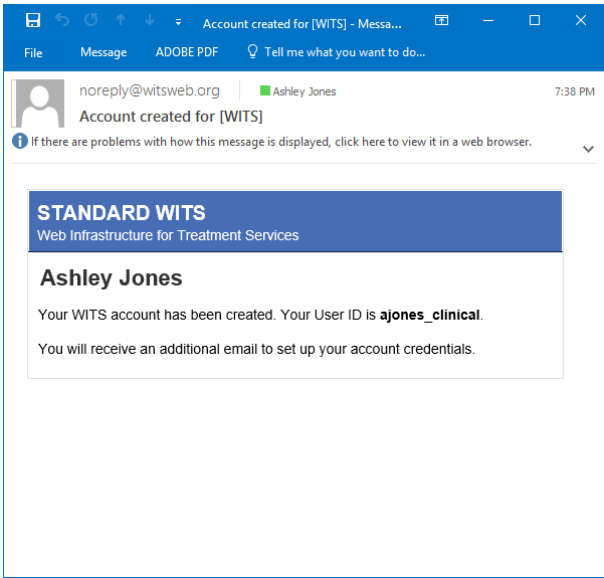 Account created for [WITS] - Messa...
File Message ADOBE PDF Tell me what you want to do...
noreply@witsweb.org Ashley Jones 7:38 PM
Account created for [WITS]
If there are problems with how this message is displayed, click here to view it in a web browser.
STANDARD WITS
Web Infrastructure for Treatment Services
Ashley Jones
Your WITS account has been created. Your User ID is ajones_clinical.
You will receive an additional email to set up your account credentials.